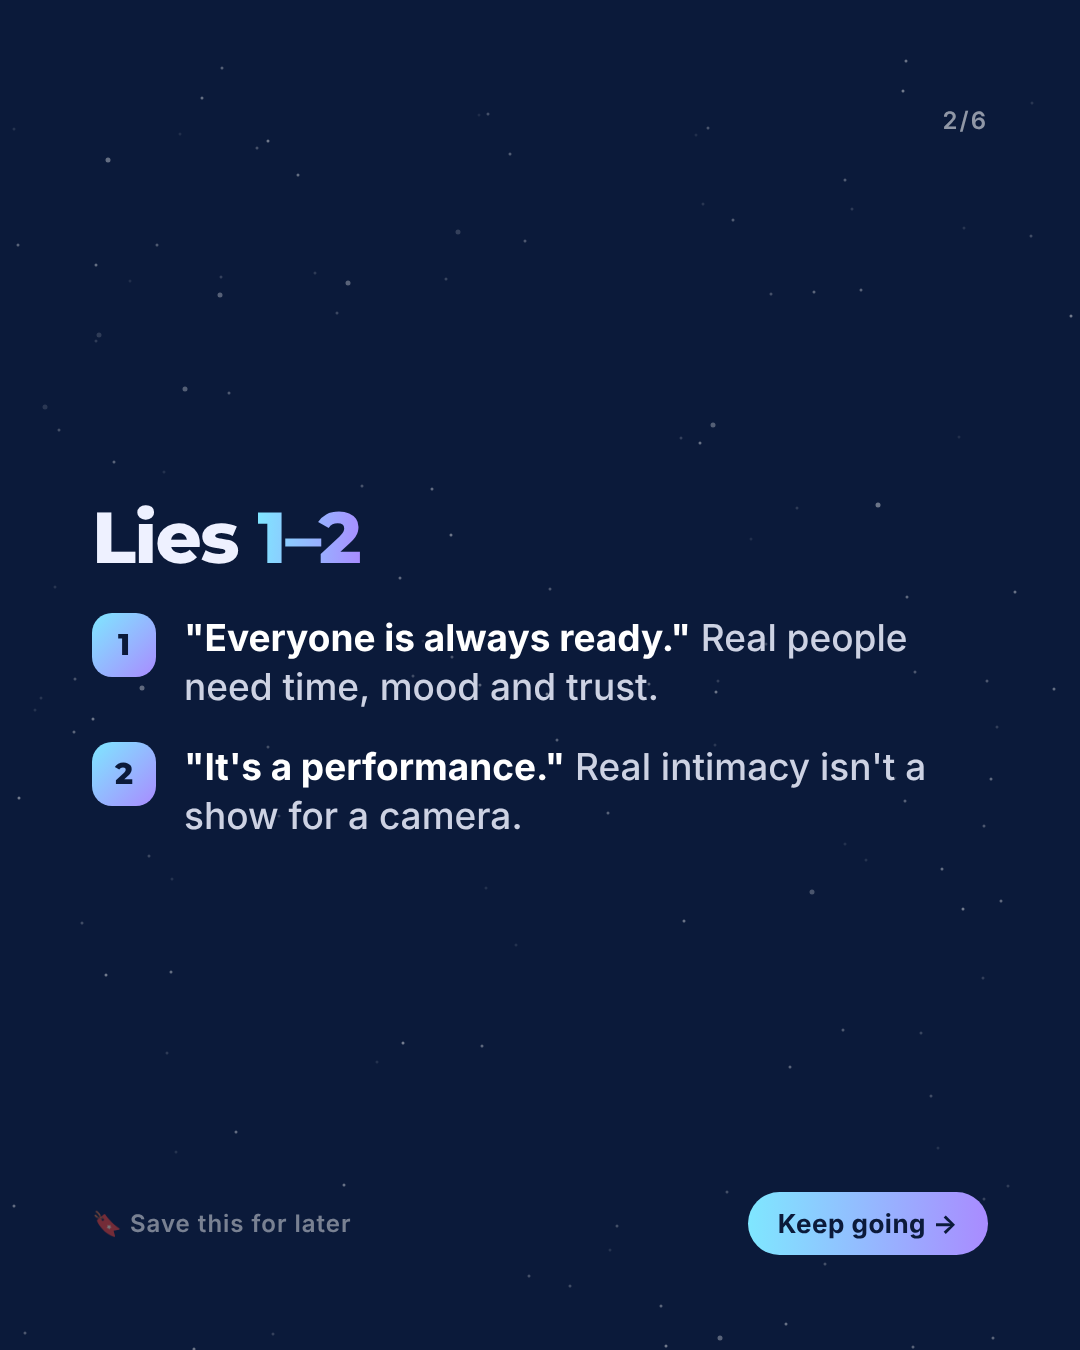 2/6
Lies 1–2
1 "Everyone is always ready." Real people
need time, mood and trust.
2 "It's a performance." Real intimacy isn't a
show for a camera.
🔖 Save this for later
Keep going →